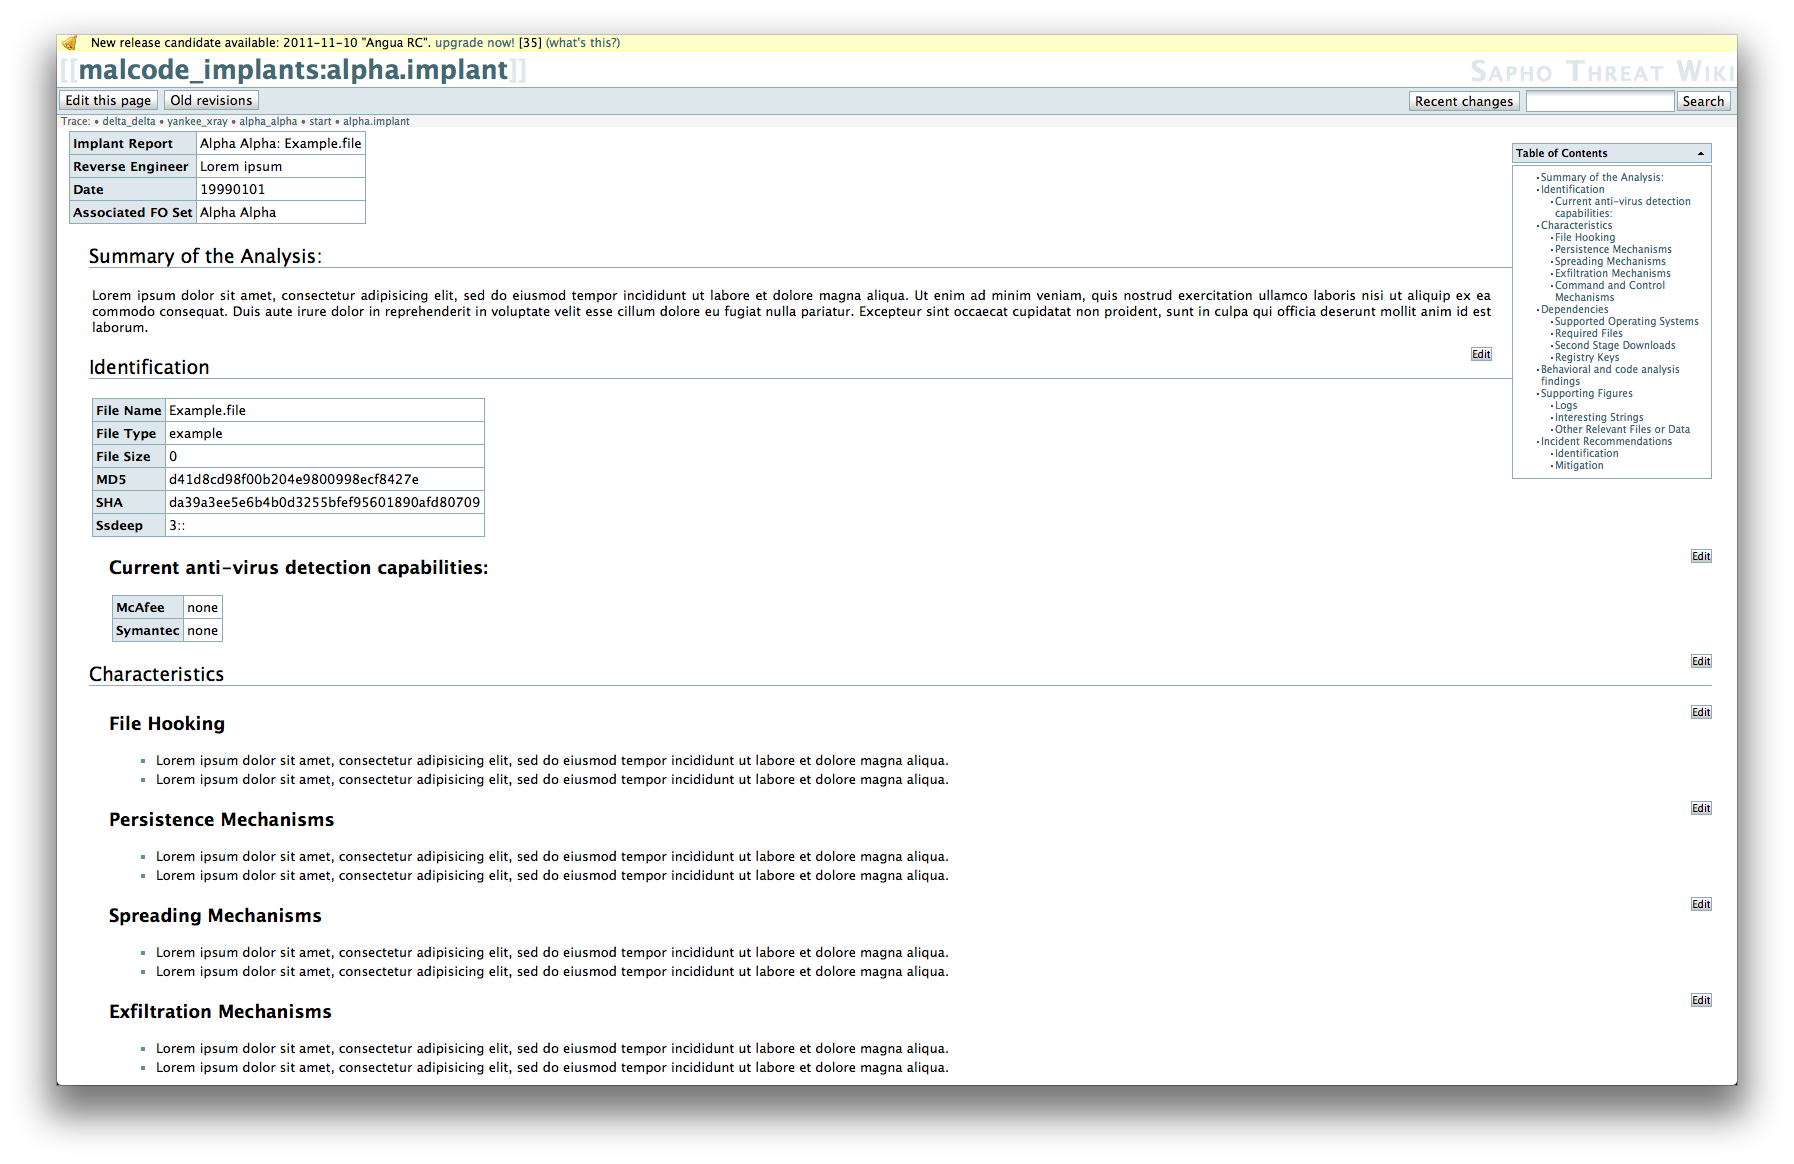 New release candidate available: 2011-11-10 "Angua RC". upgrade now! [35] (what's this?)
[[malcode_implants:alpha.implant]]
Sapho Threat Wiki
Edit this page Old revisions
Recent changes Search
Trace: • delta_delta • yankee_xray • alpha_alpha • start • alpha.implant
Implant Report Alpha Alpha: Example.file
Reverse Engineer Lorem ipsum
Date 19990101
Associated FO Set Alpha Alpha
Table of Contents
Summary of the Analysis:
Identification
Current anti-virus detection
capabilities:
Characteristics
File Hooking
Persistence Mechanisms
Spreading Mechanisms
Exfiltration Mechanisms
Command and Control
Mechanisms
Dependencies
Supported Operating Systems
Required Files
Second Stage Downloads
Registry Keys
Behavioral and code analysis
findings
Supporting Figures
Logs
Interesting Strings
Other Relevant Files or Data
Incident Recommendations
Identification
Mitigation
Summary of the Analysis:
Lorem ipsum dolor sit amet, consectetur adipisicing elit, sed do eiusmod tempor incididunt ut labore et dolore magna aliqua. Ut enim ad minim veniam, quis nostrud exercitation ullamco laboris nisi ut aliquip ex ea
commodo consequat. Duis aute irure dolor in reprehenderit in voluptate velit esse cillum dolore eu fugiat nulla pariatur. Excepteur sint occaecat cupidatat non proident, sunt in culpa qui officia deserunt mollit anim id est
laborum.
Edit
Identification
File Name Example.file
File Type example
File Size 0
MD5 d41d8cd98f00b204e9800998ecf8427e
SHA da39a3ee5e6b4b0d3255bfef95601890afd80709
Ssdeep 3::
Edit
Current anti-virus detection capabilities:
McAfee none
Symantec none
Edit
Characteristics
Edit
File Hooking
Lorem ipsum dolor sit amet, consectetur adipisicing elit, sed do eiusmod tempor incididunt ut labore et dolore magna aliqua.
Lorem ipsum dolor sit amet, consectetur adipisicing elit, sed do eiusmod tempor incididunt ut labore et dolore magna aliqua.
Edit
Persistence Mechanisms
Lorem ipsum dolor sit amet, consectetur adipisicing elit, sed do eiusmod tempor incididunt ut labore et dolore magna aliqua.
Lorem ipsum dolor sit amet, consectetur adipisicing elit, sed do eiusmod tempor incididunt ut labore et dolore magna aliqua.
Edit
Spreading Mechanisms
Lorem ipsum dolor sit amet, consectetur adipisicing elit, sed do eiusmod tempor incididunt ut labore et dolore magna aliqua.
Lorem ipsum dolor sit amet, consectetur adipisicing elit, sed do eiusmod tempor incididunt ut labore et dolore magna aliqua.
Edit
Exfiltration Mechanisms
Lorem ipsum dolor sit amet, consectetur adipisicing elit, sed do eiusmod tempor incididunt ut labore et dolore magna aliqua.
Lorem ipsum dolor sit amet, consectetur adipisicing elit, sed do eiusmod tempor incididunt ut labore et dolore magna aliqua.